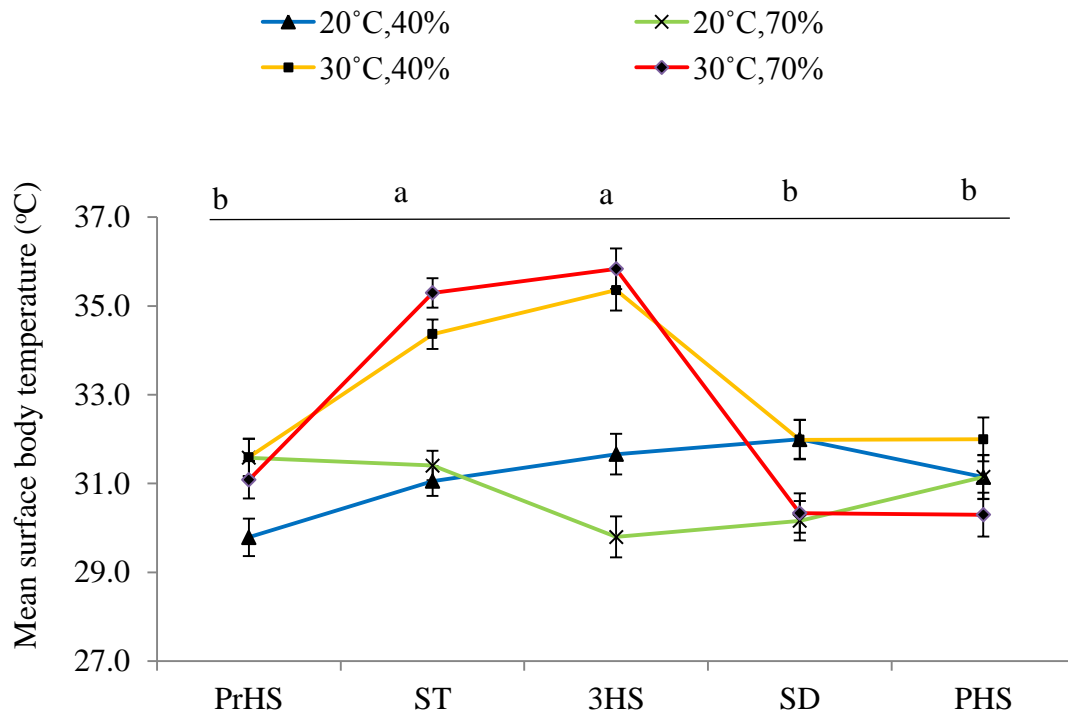 20˚C,40% 20˚C,70%
30˚C,40% 30˚C,70%
b a a b b
Mean surface body temperature (ºC)
37.0
35.0
33.0
31.0
29.0
27.0
PrHS ST 3HS SD PHS